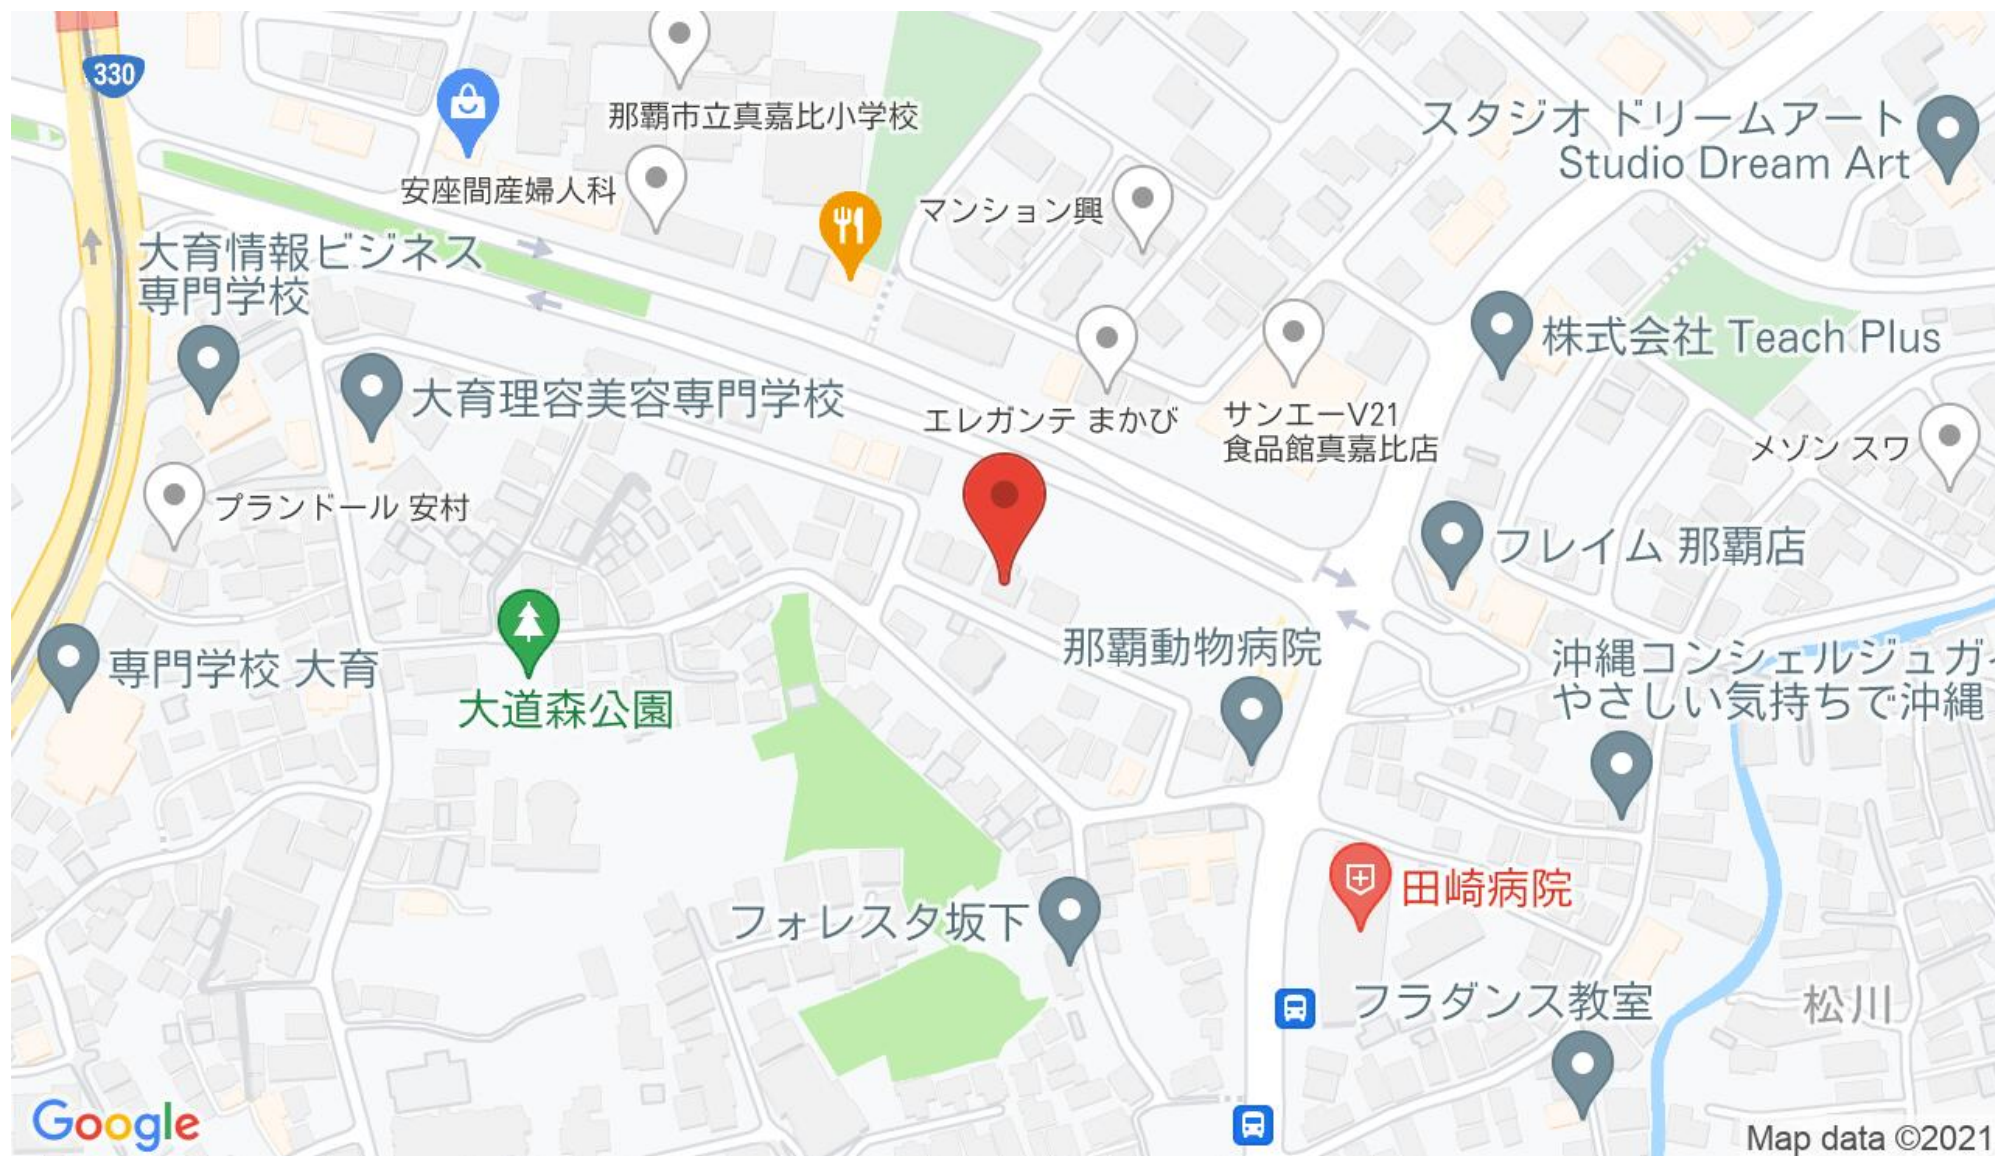 330
那覇市立真嘉比小学校
スタジオ ドリームアート
Studio Dream Art
安座間産婦人科
マンション興
大育情報ビジネス
専門学校
株式会社 Teach Plus
大育理容美容専門学校
エレガンテ まかび
サンエーV21
食品館真嘉比店
メゾン スワ
プランドール 安村
フレイム 那覇店
那覇動物病院
専門学校 大育
大道森公園
沖縄コンシェルジュガイ
やさしい気持ちで沖縄
田崎病院
フォレスタ坂下
フラダンス教室
松川
Google
Map data ©2021